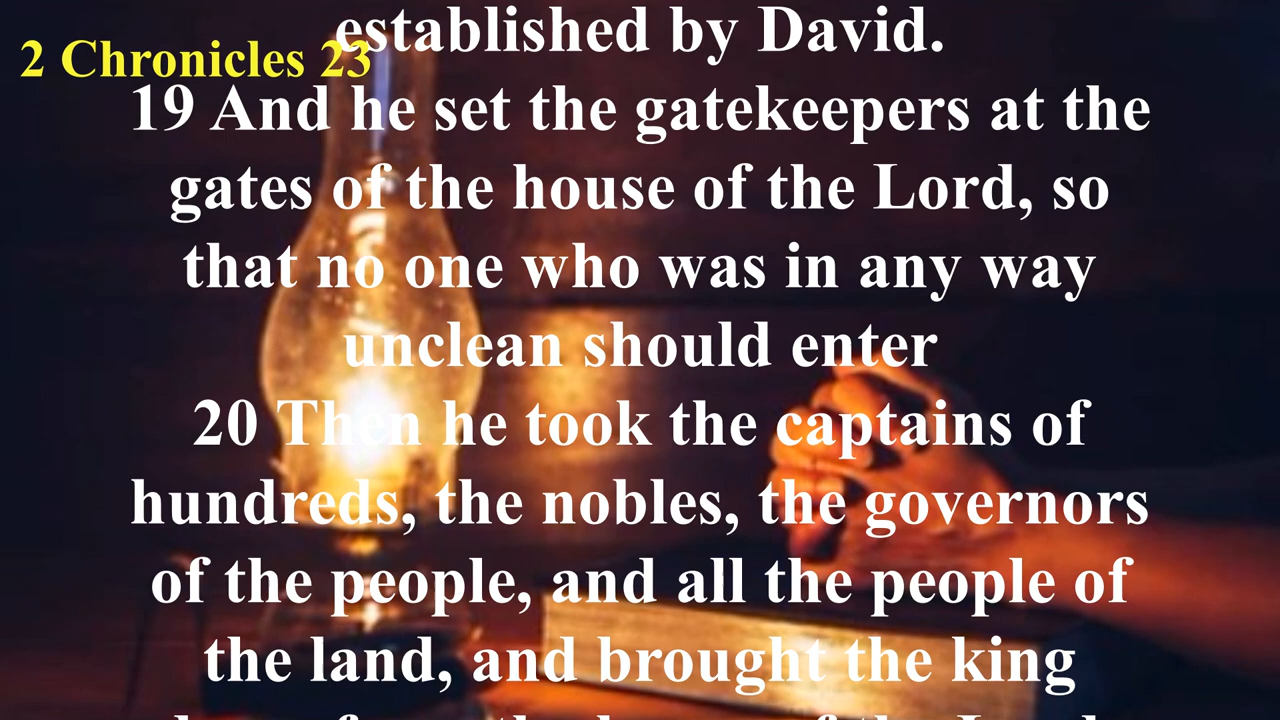 established by David.
2 Chronicles 23
19 And he set the gatekeepers at the
gates of the house of the Lord, so
that no one who was in any way
unclean should enter
20 Then he took the captains of
hundreds, the nobles, the governors
of the people, and all the people of
the land, and brought the king